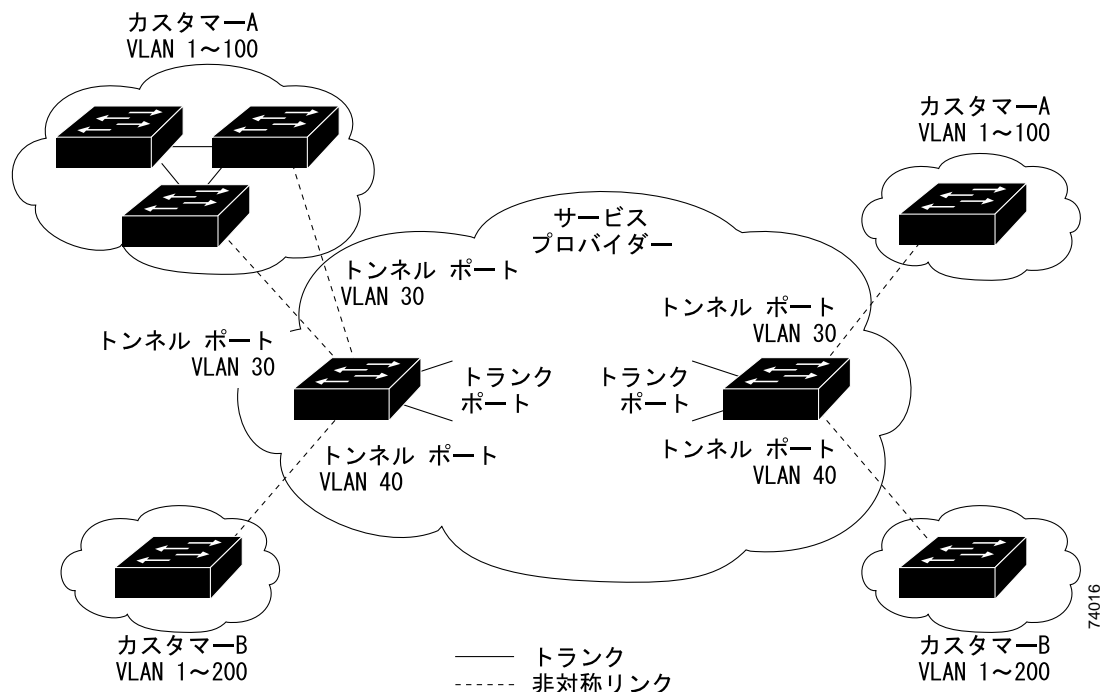 カスタマーA
VLAN 1～100
カスタマーA
VLAN 1～100
サービス
プロバイダー
トンネル ポート
VLAN 30
トンネル ポート
VLAN 30
トンネル ポート
VLAN 30
トランク
ポート
トランク
ポート
トンネル ポート
VLAN 40
トンネル ポート
VLAN 40
カスタマーB
VLAN 1～200
カスタマーB
VLAN 1～200
74016
トランク
非対称リンク